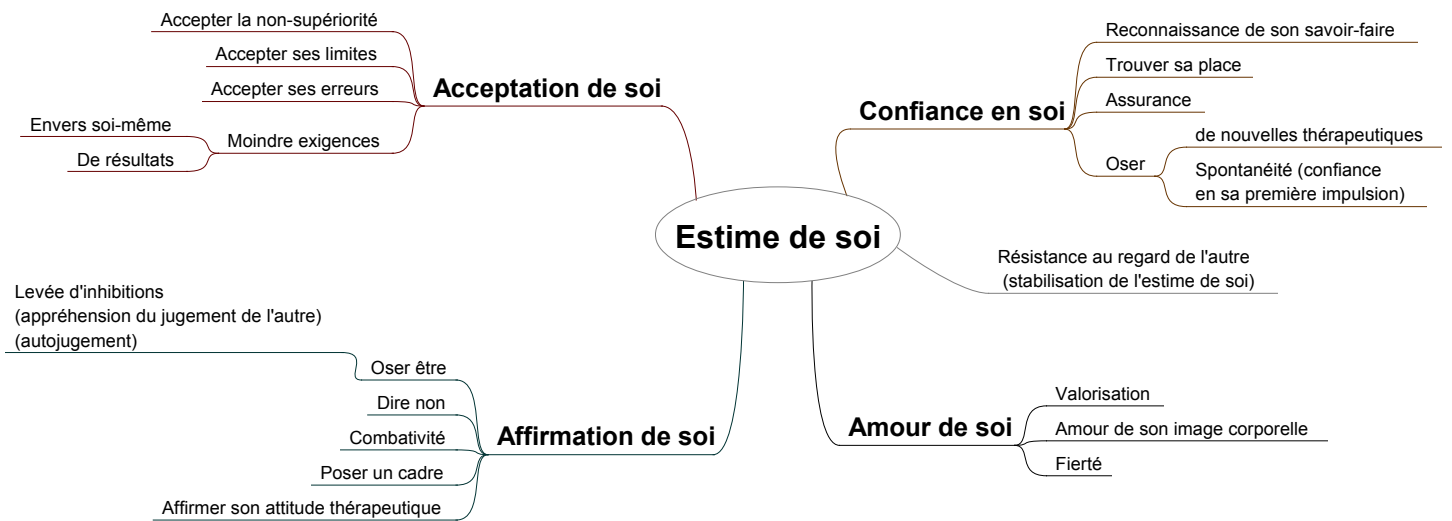 Estime de soi
Acceptation de soi
Accepter la non-supériorité
Accepter ses limites
Accepter ses erreurs
Moindre exigences
Envers soi-même
De résultats
Confiance en soi
Reconnaissance de son savoir-faire
Trouver sa place
Assurance
Oser
de nouvelles thérapeutiques
Spontanéité (confiance
en sa première impulsion)
Résistance au regard de l'autre
(stabilisation de l'estime de soi)
Affirmation de soi
Oser être
Levée d'inhibitions
(appréhension du jugement de l'autre)
(autojugement)
Dire non
Combativité
Poser un cadre
Affirmer son attitude thérapeutique
Amour de soi
Valorisation
Amour de son image corporelle
Fierté